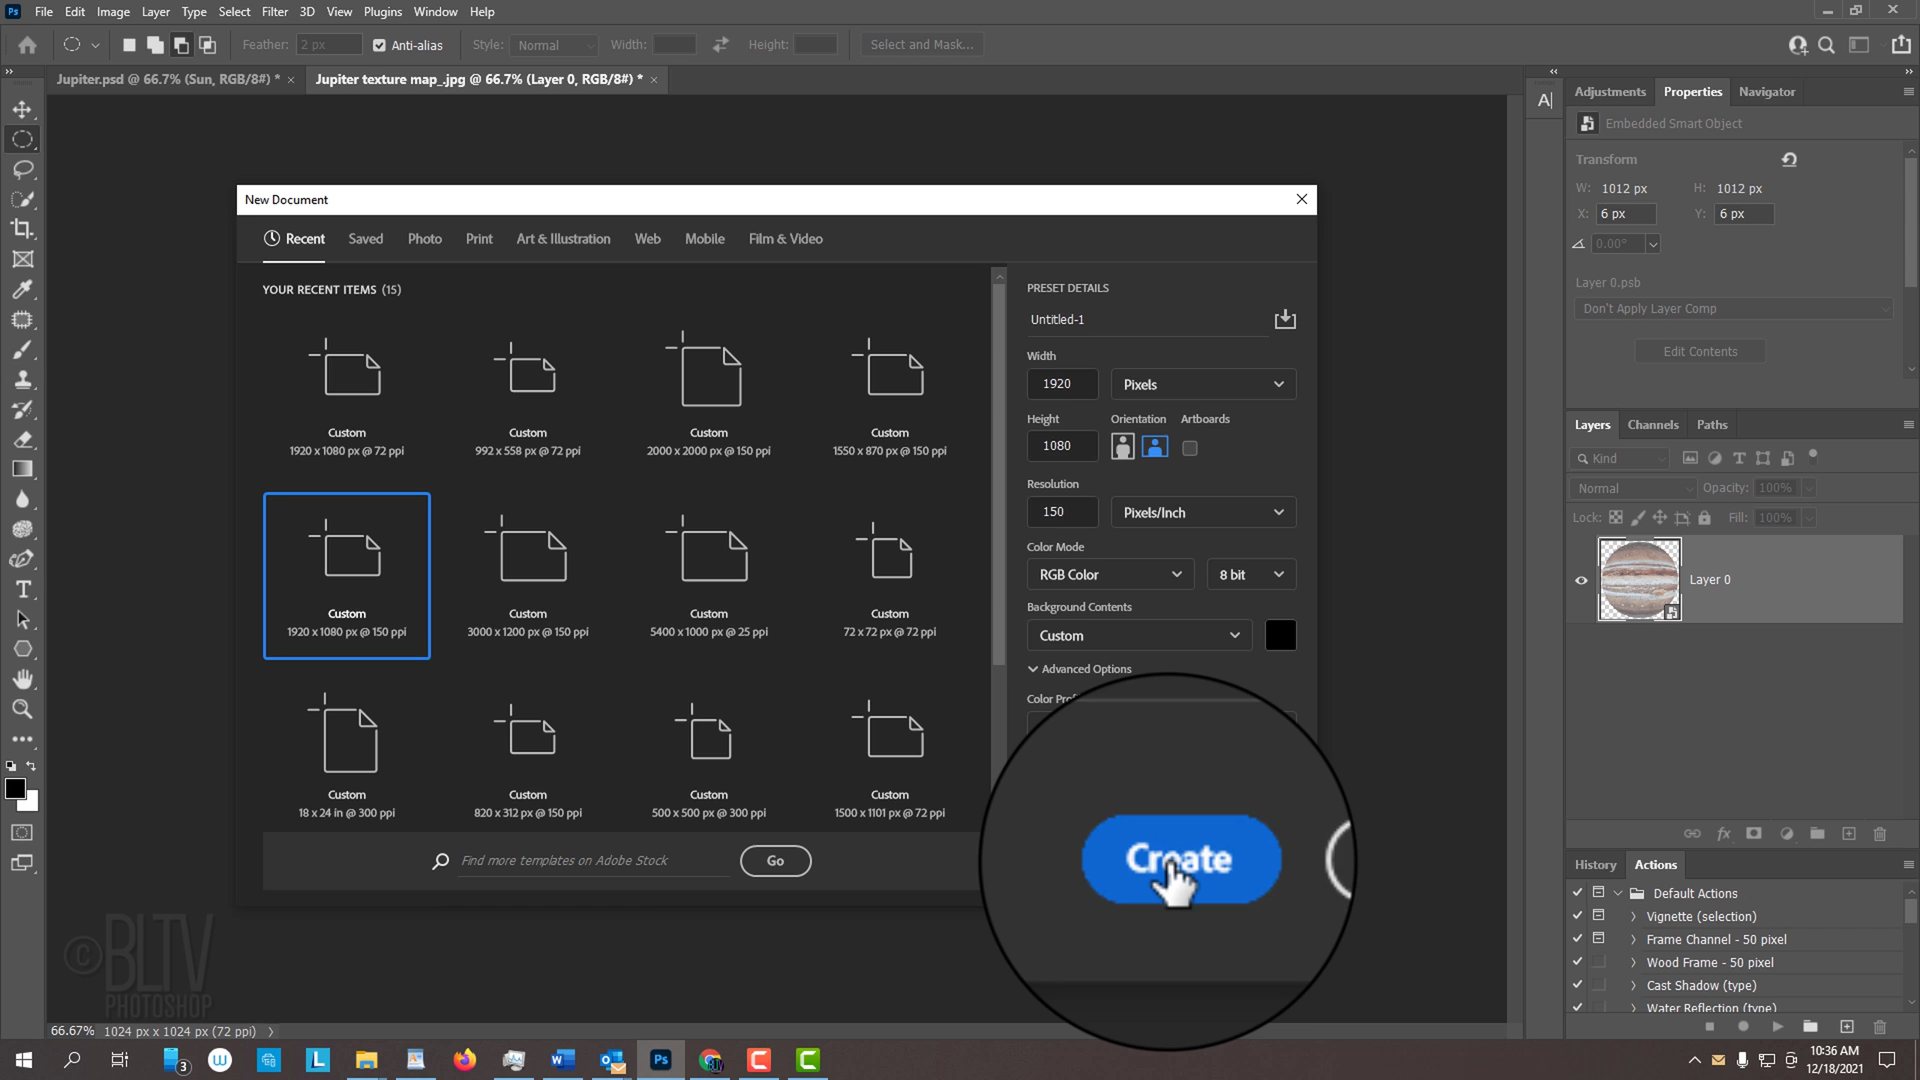 Ps File Edit Image Layer Type Select Filter 3D View Plugins Window Help
Feather: 2 px Anti-alias Style: Normal Width: Height: Select and Mask...
Jupiter.psd @ 66.7% (Sun, RGB/8#) * × Jupiter texture map_.jpg @ 66.7% (Layer 0, RGB/8#) * ×
Adjustments Properties Navigator
Embedded Smart Object
Transform
W: 1012 px H: 1012 px
X: 6 px Y: 6 px
0.00°
Layer 0.psb
Don't Apply Layer Comp
Edit Contents
New Document
Recent Saved Photo Print Art & Illustration Web Mobile Film & Video
YOUR RECENT ITEMS (15)
Custom
1920 x 1080 px @ 72 ppi
Custom
992 x 558 px @ 72 ppi
Custom
2000 x 2000 px @ 150 ppi
Custom
1550 x 870 px @ 150 ppi
Custom
1920 x 1080 px @ 150 ppi
Custom
3000 x 1200 px @ 150 ppi
Custom
5400 x 1000 px @ 25 ppi
Custom
72 x 72 px @ 72 ppi
Custom
18 x 24 in @ 300 ppi
Custom
820 x 312 px @ 150 ppi
Custom
500 x 500 px @ 300 ppi
Custom
1500 x 1101 px @ 72 ppi
Find more templates on Adobe Stock Go
PRESET DETAILS
Untitled-1
Width
1920 Pixels
Height Orientation Artboards
1080
Resolution
150 Pixels/Inch
Color Mode
RGB Color 8 bit
Background Contents
Custom
Advanced Options
Color Prof
Create
Layers Channels Paths
Kind
Normal Opacity: 100%
Lock: Fill: 100%
Layer 0
History Actions
Default Actions
Vignette (selection)
Frame Channel - 50 pixel
Wood Frame - 50 pixel
Cast Shadow (type)
Water Reflection (type)
©BLTV
PHOTOSHOP
66.67% 1024 px x 1024 px (72 ppi)
3
10:36 AM
12/18/2021